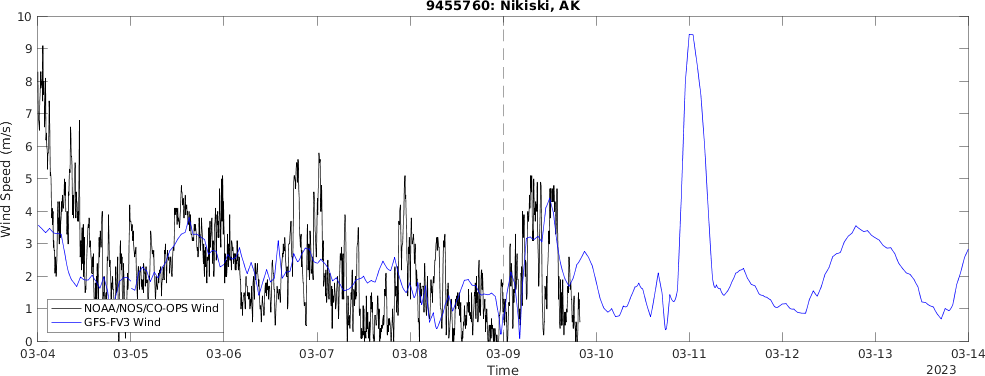 9455760: Nikiski, AK
Wind Speed (m/s)
10
9
8
7
6
5
4
3
2
1
0
NOAA/NOS/CO-OPS Wind
GFS-FV3 Wind
03-04 03-05 03-06 03-07 03-08 03-09 03-10 03-11 03-12 03-13 03-14
Time
2023